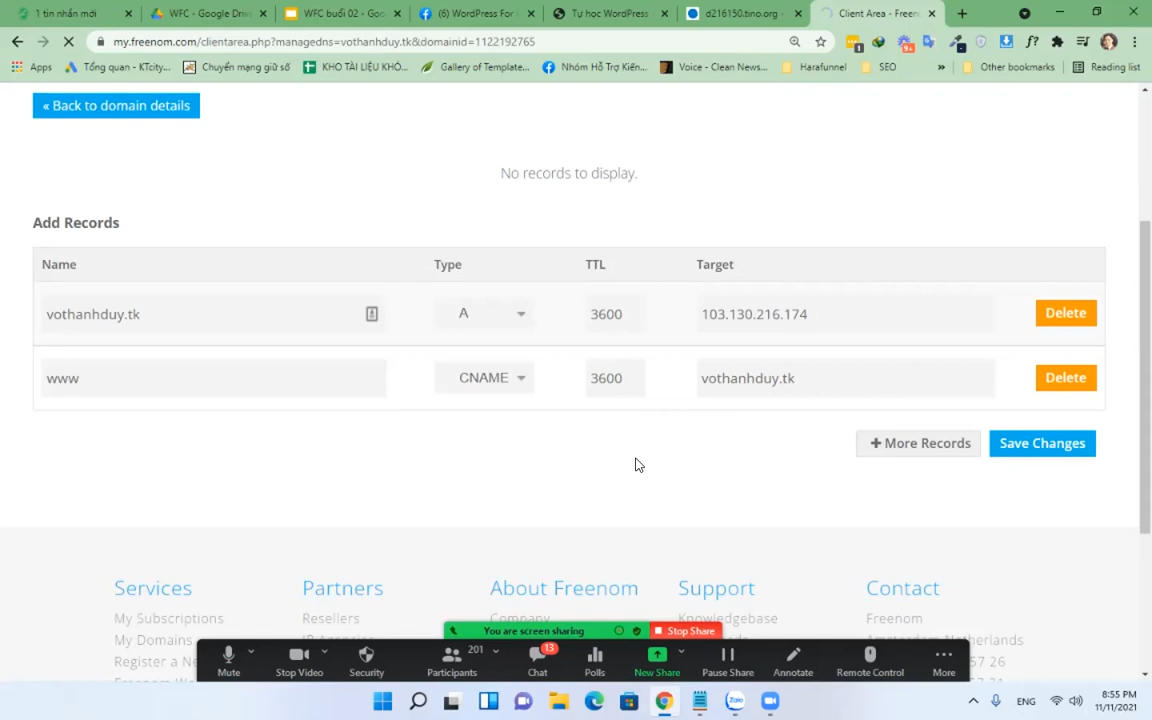 1 tin nhắn mới
WFC - Google Drive
WFC buổi 02 - Goo
(6) WordPress For
Tự học WordPress
d216150.tino.org -
Client Area - Freen
my.freenom.com/clientarea.php?managedns=vothanhduy.tk&domainid=1122192765
1
9+
f?
Apps
Tổng quan - KTcity...
Chuyển mạng giữ số
KHO TÀI LIỆU KHÓ...
Gallery of Template...
Nhóm Hỗ Trợ Kiến...
Voice - Clean News...
Harafunnel
SEO
»
Other bookmarks
Reading list
« Back to domain details
No records to display.
Add Records
Name Type TTL Target
vothanhduy.tk A 3600 103.130.216.174 Delete
www CNAME 3600 vothanhduy.tk Delete
+ More Records Save Changes
Services Partners About Freenom Support Contact
My Subscriptions Resellers Company Knowledgebase Freenom
You are screen sharing Stop Share
My Domains
Register a Ne
Mute
Stop Video
Security
Participants 201
Chat 13
Polls
New Share
Pause Share
Annotate
Remote Control
More
Zalo
ENG
8:55 PM
11/11/2021